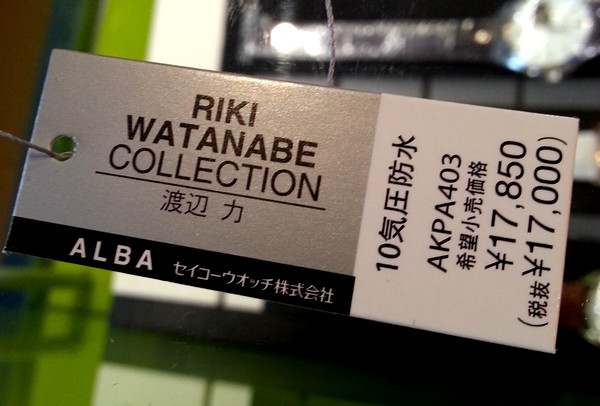 RIKI
WATANABE
COLLECTION
渡辺 力
ALBA セイコーウオッチ株式会社
10気圧防水
AKPA403
希望小売価格
¥17,850
(税抜¥17,000)